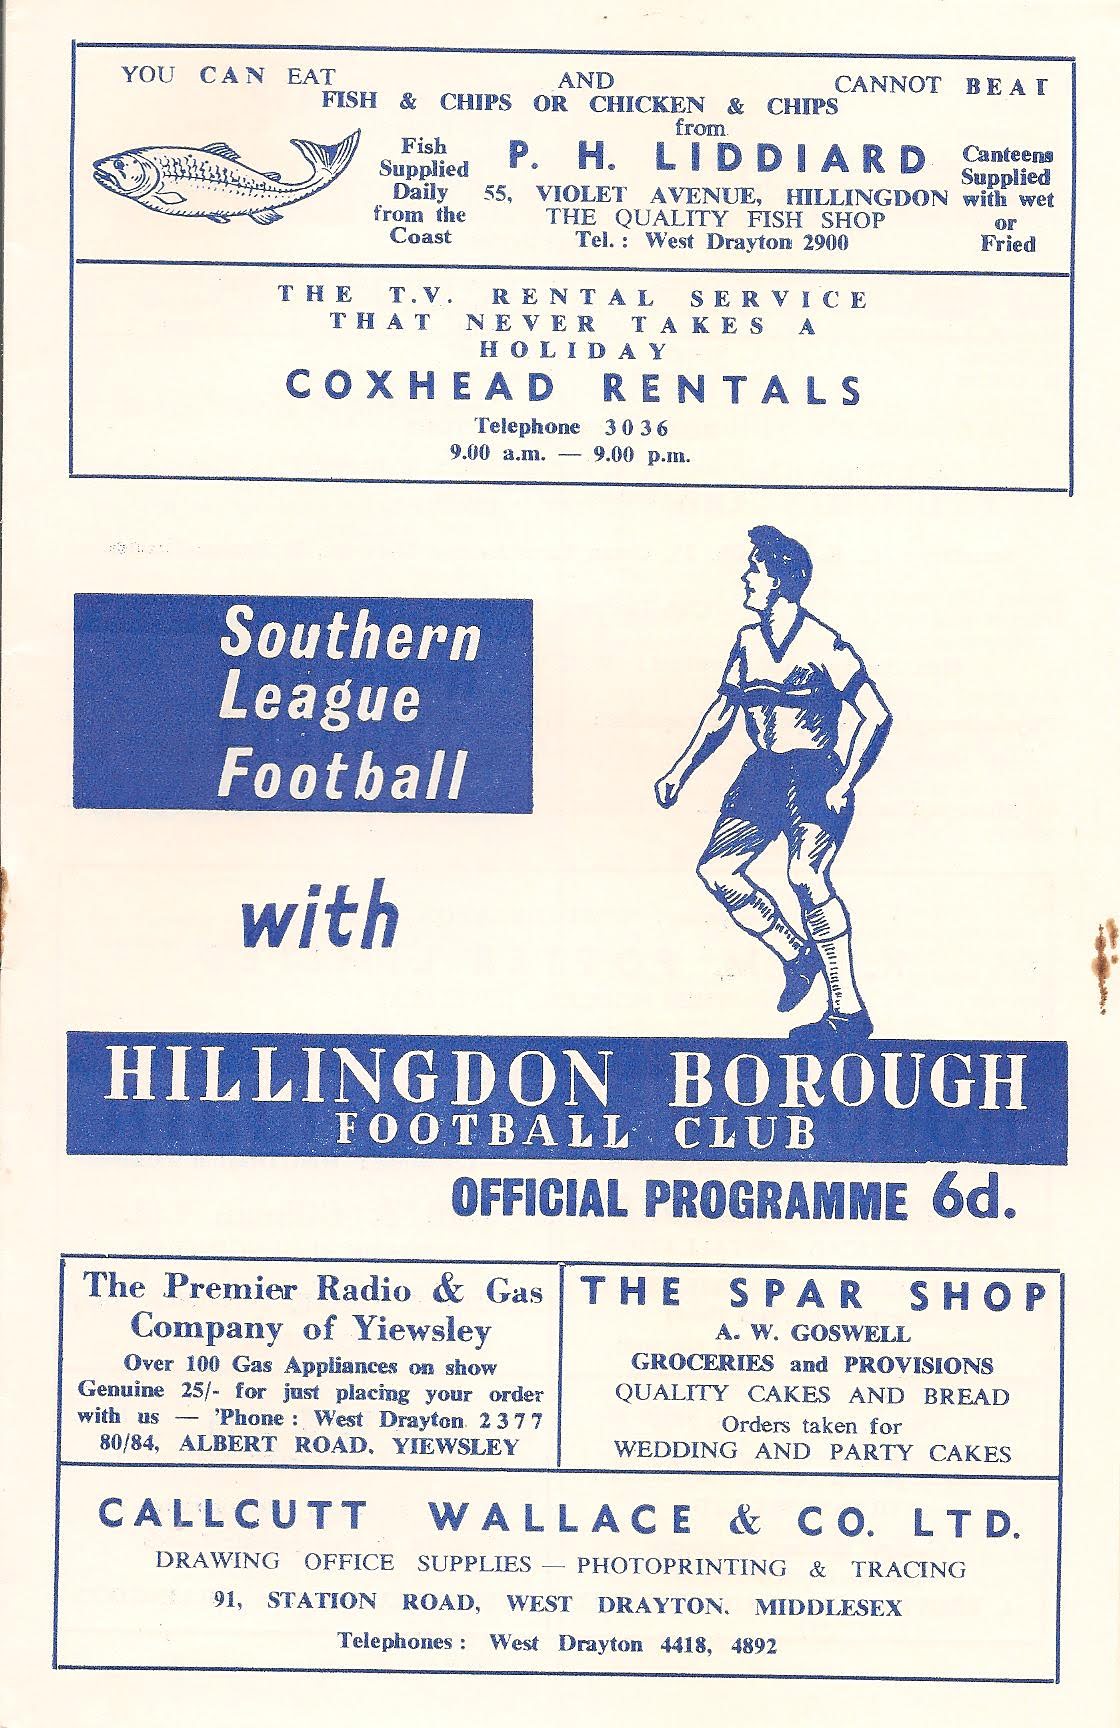 YOU CAN EAT AND CANNOT BEAT
FISH & CHIPS OR CHICKEN & CHIPS
from
P. H. LIDDIARD
55, VIOLET AVENUE, HILLINGDON
THE QUALITY FISH SHOP
Tel. : West Drayton 2900
Fish
Supplied
Daily
from the
Coast
Canteens
Supplied
with wet
or
Fried
THE T.V. RENTAL SERVICE
THAT NEVER TAKES A
HOLIDAY
COXHEAD RENTALS
Telephone 3036
9.00 a.m. — 9.00 p.m.
Southern
League
Football
with
HILLINGDON BOROUGH
FOOTBALL CLUB
OFFICIAL PROGRAMME 6d.
The Premier Radio & Gas
Company of Yiewsley
Over 100 Gas Appliances on show
Genuine 25/- for just placing your order
with us — 'Phone : West Drayton 2377
80/84, ALBERT ROAD. YIEWSLEY
THE SPAR SHOP
A. W. GOSWELL
GROCERIES and PROVISIONS
QUALITY CAKES AND BREAD
Orders taken for
WEDDING AND PARTY CAKES
CALLCUTT WALLACE & CO. LTD.
DRAWING OFFICE SUPPLIES — PHOTOPRINTING & TRACING
91, STATION ROAD, WEST DRAYTON. MIDDLESEX
Telephones : West Drayton 4418, 4892